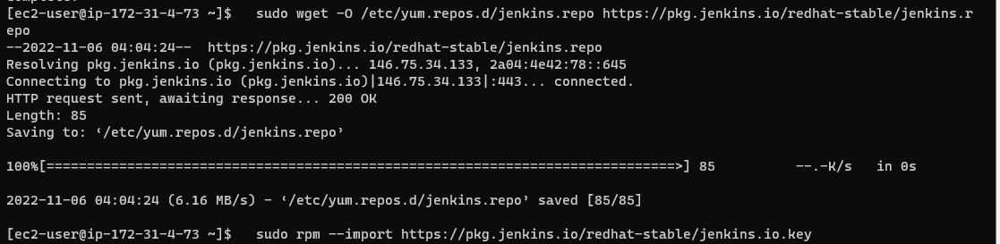 [ec2-user@ip-172-31-4-73 ~]$   sudo wget -O /etc/yum.repos.d/jenkins.repo https://pkg.jenkins.io/redhat-stable/jenkins.r
epo
--2022-11-06 04:04:24--  https://pkg.jenkins.io/redhat-stable/jenkins.repo
Resolving pkg.jenkins.io (pkg.jenkins.io)... 146.75.34.133, 2a04:4e42:78::645
Connecting to pkg.jenkins.io (pkg.jenkins.io)|146.75.34.133|:443... connected.
HTTP request sent, awaiting response... 200 OK
Length: 85
Saving to: ‘/etc/yum.repos.d/jenkins.repo’
100%[==============================================================================>] 85          --.-K/s   in 0s
2022-11-06 04:04:24 (6.16 MB/s) - ‘/etc/yum.repos.d/jenkins.repo’ saved [85/85]
[ec2-user@ip-172-31-4-73 ~]$   sudo rpm --import https://pkg.jenkins.io/redhat-stable/jenkins.io.key